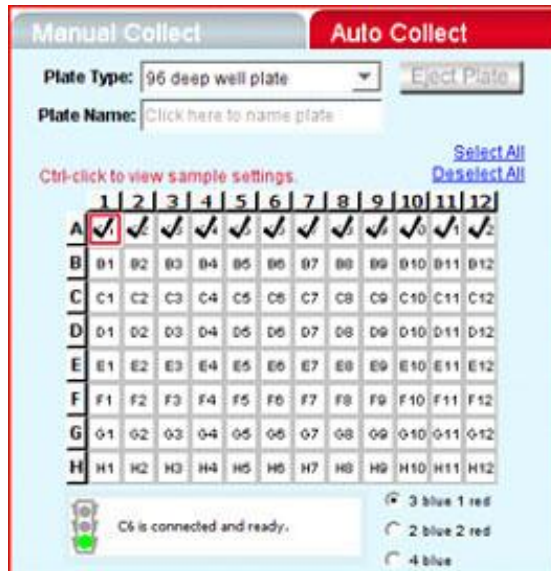 Manual Collect Auto Collect
Plate Type: 96 deep well plate Eject Plate
Plate Name: Click here to name plate
Select All
Ctrl-click to view sample settings. Deselect All
1 2 3 4 5 6 7 8 9 10 11 12
A
B B1 B2 B3 B4 B5 B6 B7 B8 B9 B10 B11 B12
C C1 C2 C3 C4 C5 C6 C7 C8 C9 C10 C11 C12
D D1 D2 D3 D4 D5 D6 D7 D8 D9 D10 D11 D12
E E1 E2 E3 E4 E5 E6 E7 E8 E9 E10 E11 E12
F F1 F2 F3 F4 F5 F6 F7 F8 F9 F10 F11 F12
G G1 G2 G3 G4 G5 G6 G7 G8 G9 G10 G11 G12
H H1 H2 H3 H4 H5 H6 H7 H8 H9 H10 H11 H12
3 blue 1 red
C6 is connected and ready.
2 blue 2 red
4 blue